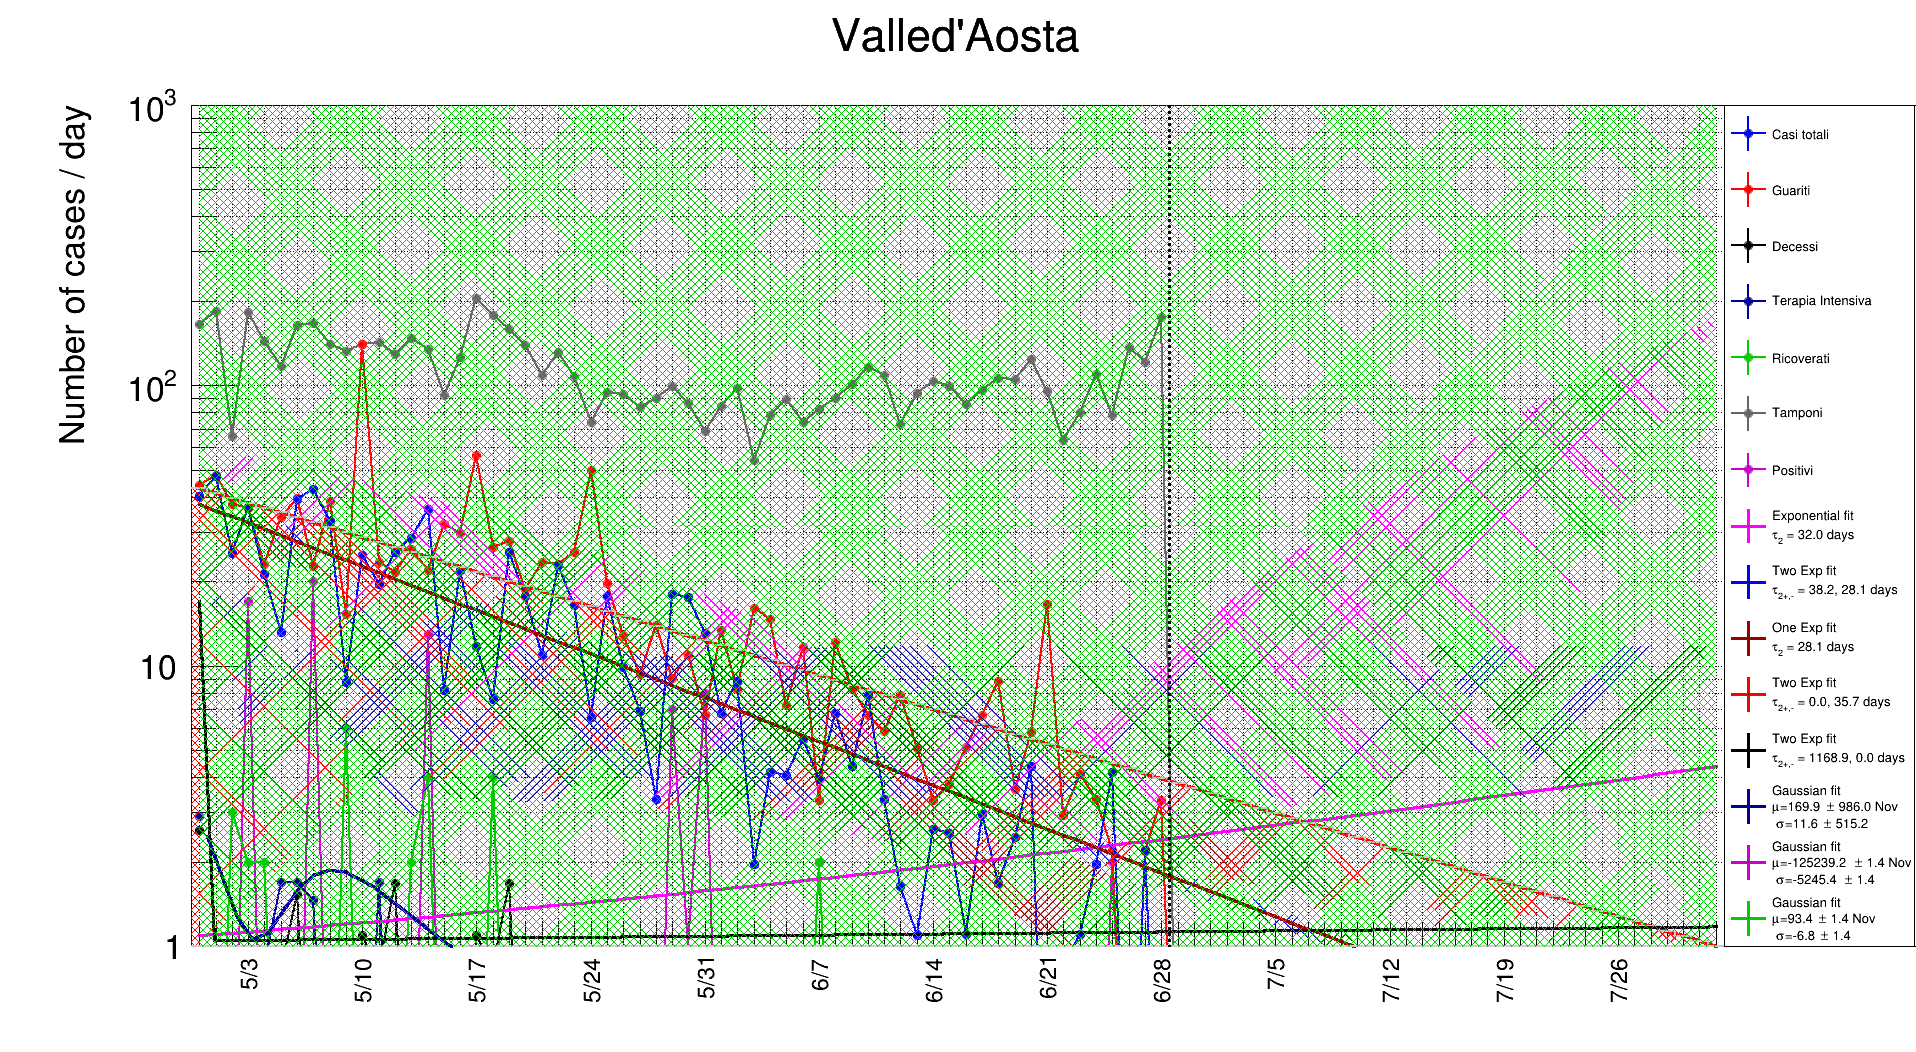 Valled'Aosta
Number of cases / day
10³
10²
10
1
5/3
5/10
5/17
5/24
5/31
6/7
6/14
6/21
6/28
7/5
7/12
7/19
7/26
Casi totali
Guariti
Decessi
Terapia Intensiva
Ricoverati
Tamponi
Positivi
Exponential fit
τ₂ = 32.0 days
Two Exp fit
τ₂₊,₋ = 38.2, 28.1 days
One Exp fit
τ₂ = 28.1 days
Two Exp fit
τ₂₊,₋ = 0.0, 35.7 days
Two Exp fit
τ₂₊,₋ = 1168.9, 0.0 days
Gaussian fit
μ=169.9 ± 986.0 Nov
σ=11.6 ± 515.2
Gaussian fit
μ=-125239.2 ± 1.4 Nov
σ=-5245.4 ± 1.4
Gaussian fit
μ=93.4 ± 1.4 Nov
σ=-6.8 ± 1.4